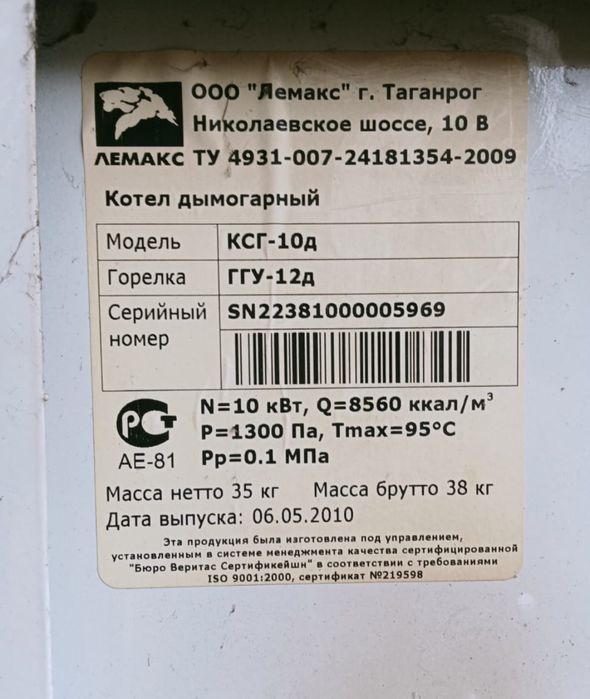 ООО "Лемакс" г. Таганрог
Николаевское шоссе, 10 В
ЛЕМАКС ТУ 4931-007-24181354-2009
Котел дымогарный
Модель КСГ-10д
Горелка ГГУ-12д
Серийный SN22381000005969
номер
РСТ N=10 кВт, Q=8560 ккал/м³
P=1300 Па, Tmax=95°C
АЕ-81 Pp=0.1 МПа
Масса нетто 35 кг Масса брутто 38 кг
Дата выпуска: 06.05.2010
Эта продукция была изготовлена под управлением,
установленным в системе менеджмента качества сертифицированной
"Бюро Веритас Сертификейшн" в соответствии с требованиями
ISO 9001:2000, сертификат №219598